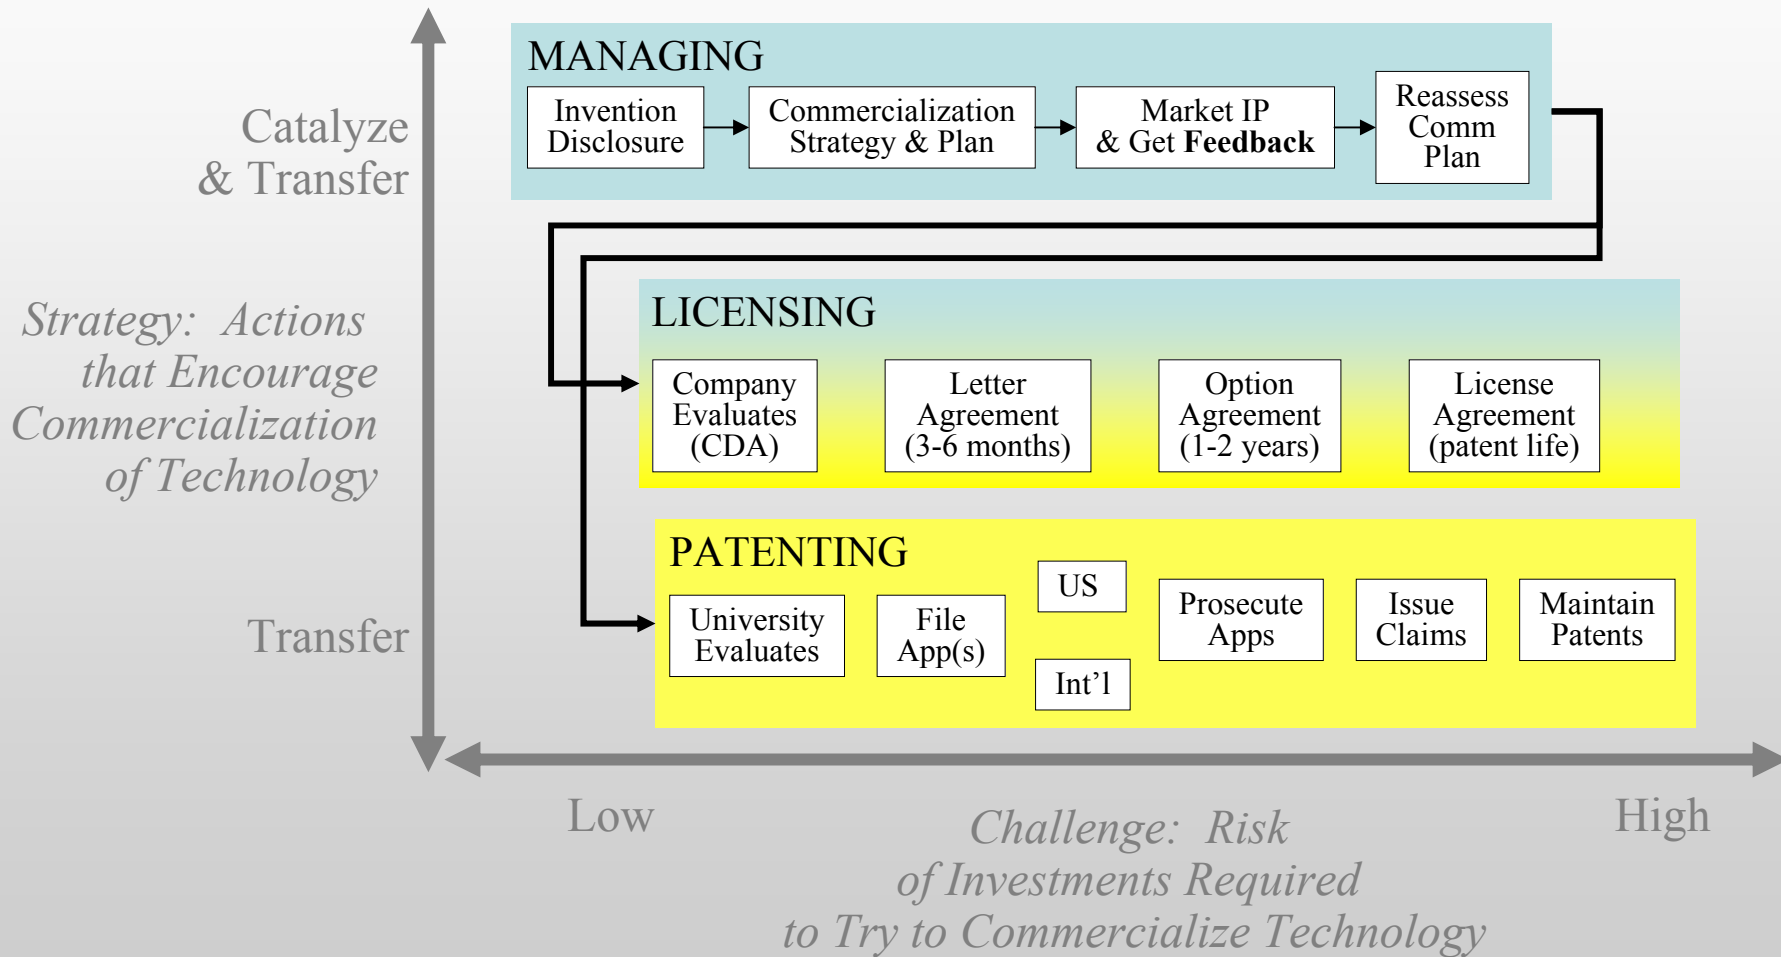 MANAGING
Invention
Disclosure
Commercialization
Strategy & Plan
Market IP
& Get Feedback
Reassess
Comm
Plan
Catalyze
& Transfer
Strategy: Actions
that Encourage
Commercialization
of Technology
LICENSING
Company
Evaluates
(CDA)
Letter
Agreement
(3-6 months)
Option
Agreement
(1-2 years)
License
Agreement
(patent life)
PATENTING
University
Evaluates
File
App(s)
US
Int’l
Prosecute
Apps
Issue
Claims
Maintain
Patents
Transfer
Low
High
Challenge: Risk
of Investments Required
to Try to Commercialize Technology